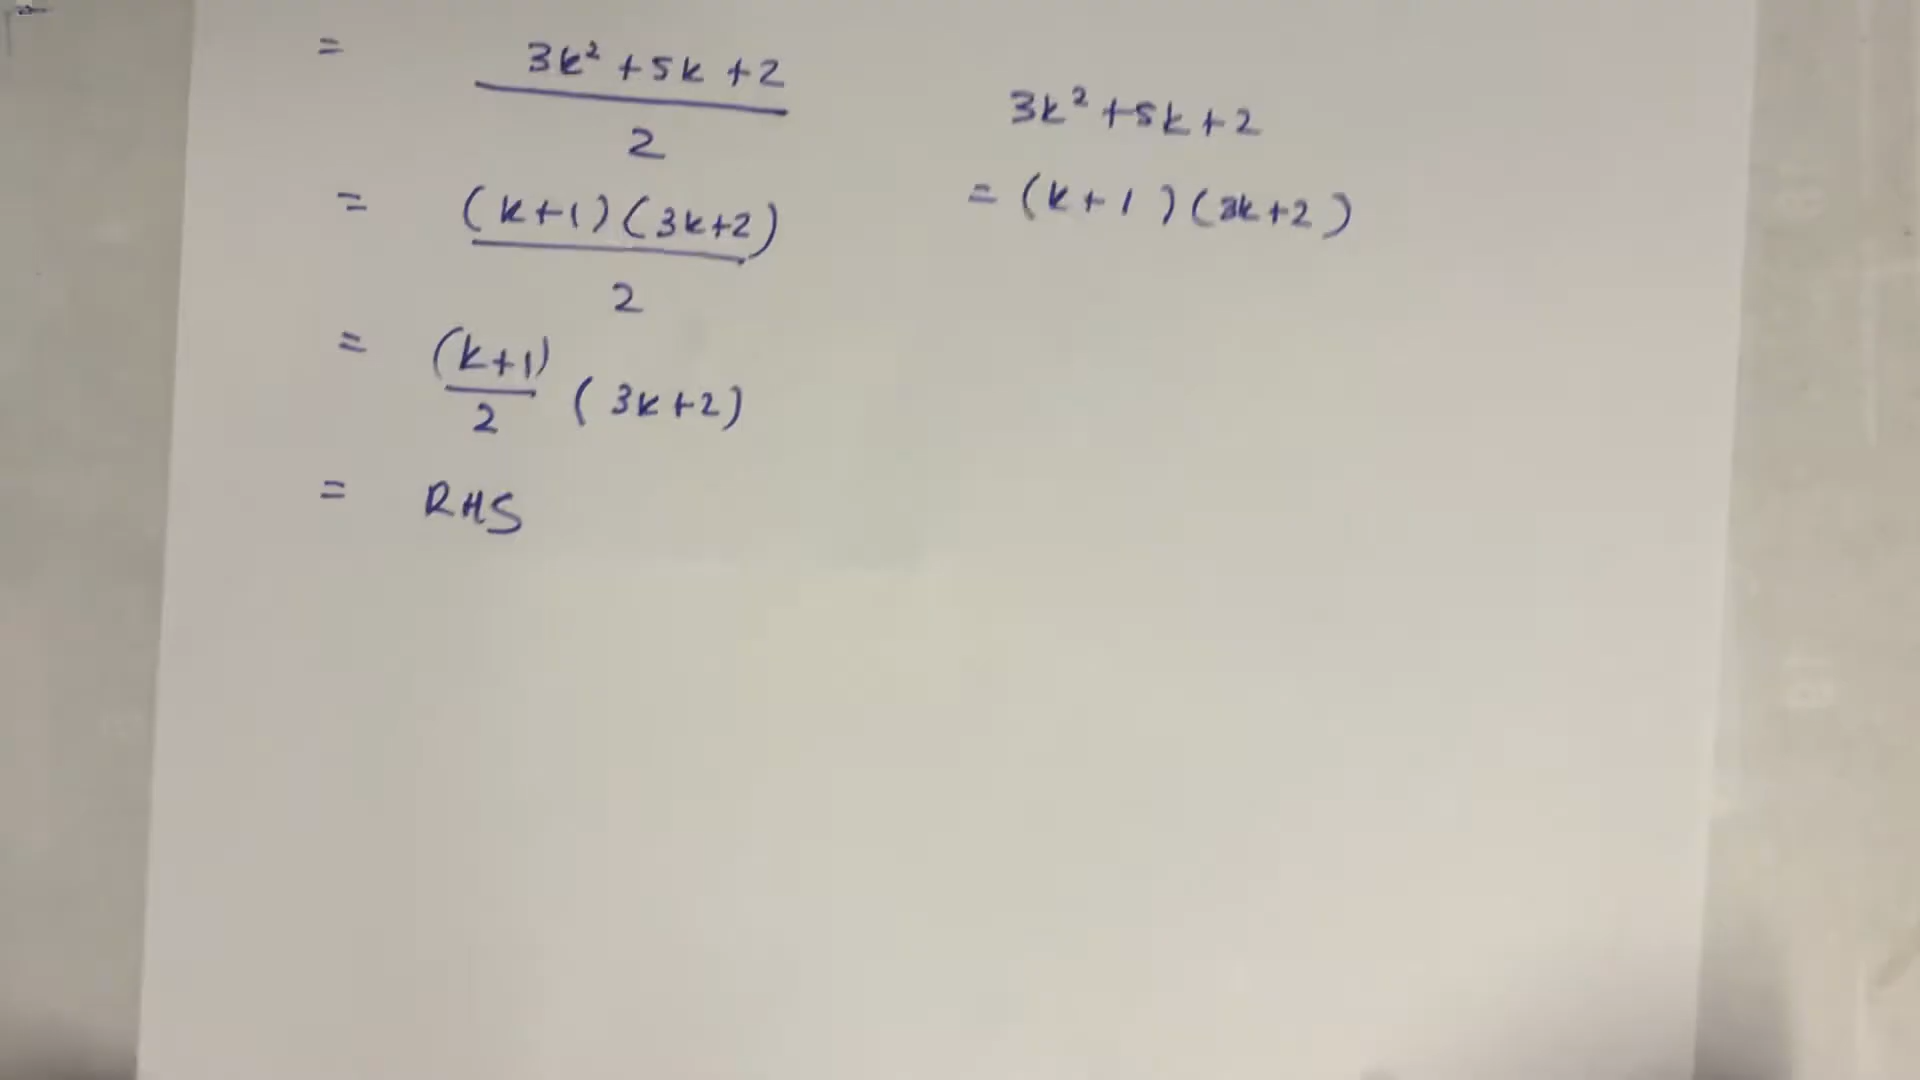 = 3k² + 5k + 2
2
= (k+1)(3k+2)
2
= (k+1)
2 (3k+2)
= RHS
3k² + 5k + 2
= (k+1)(3k+2)